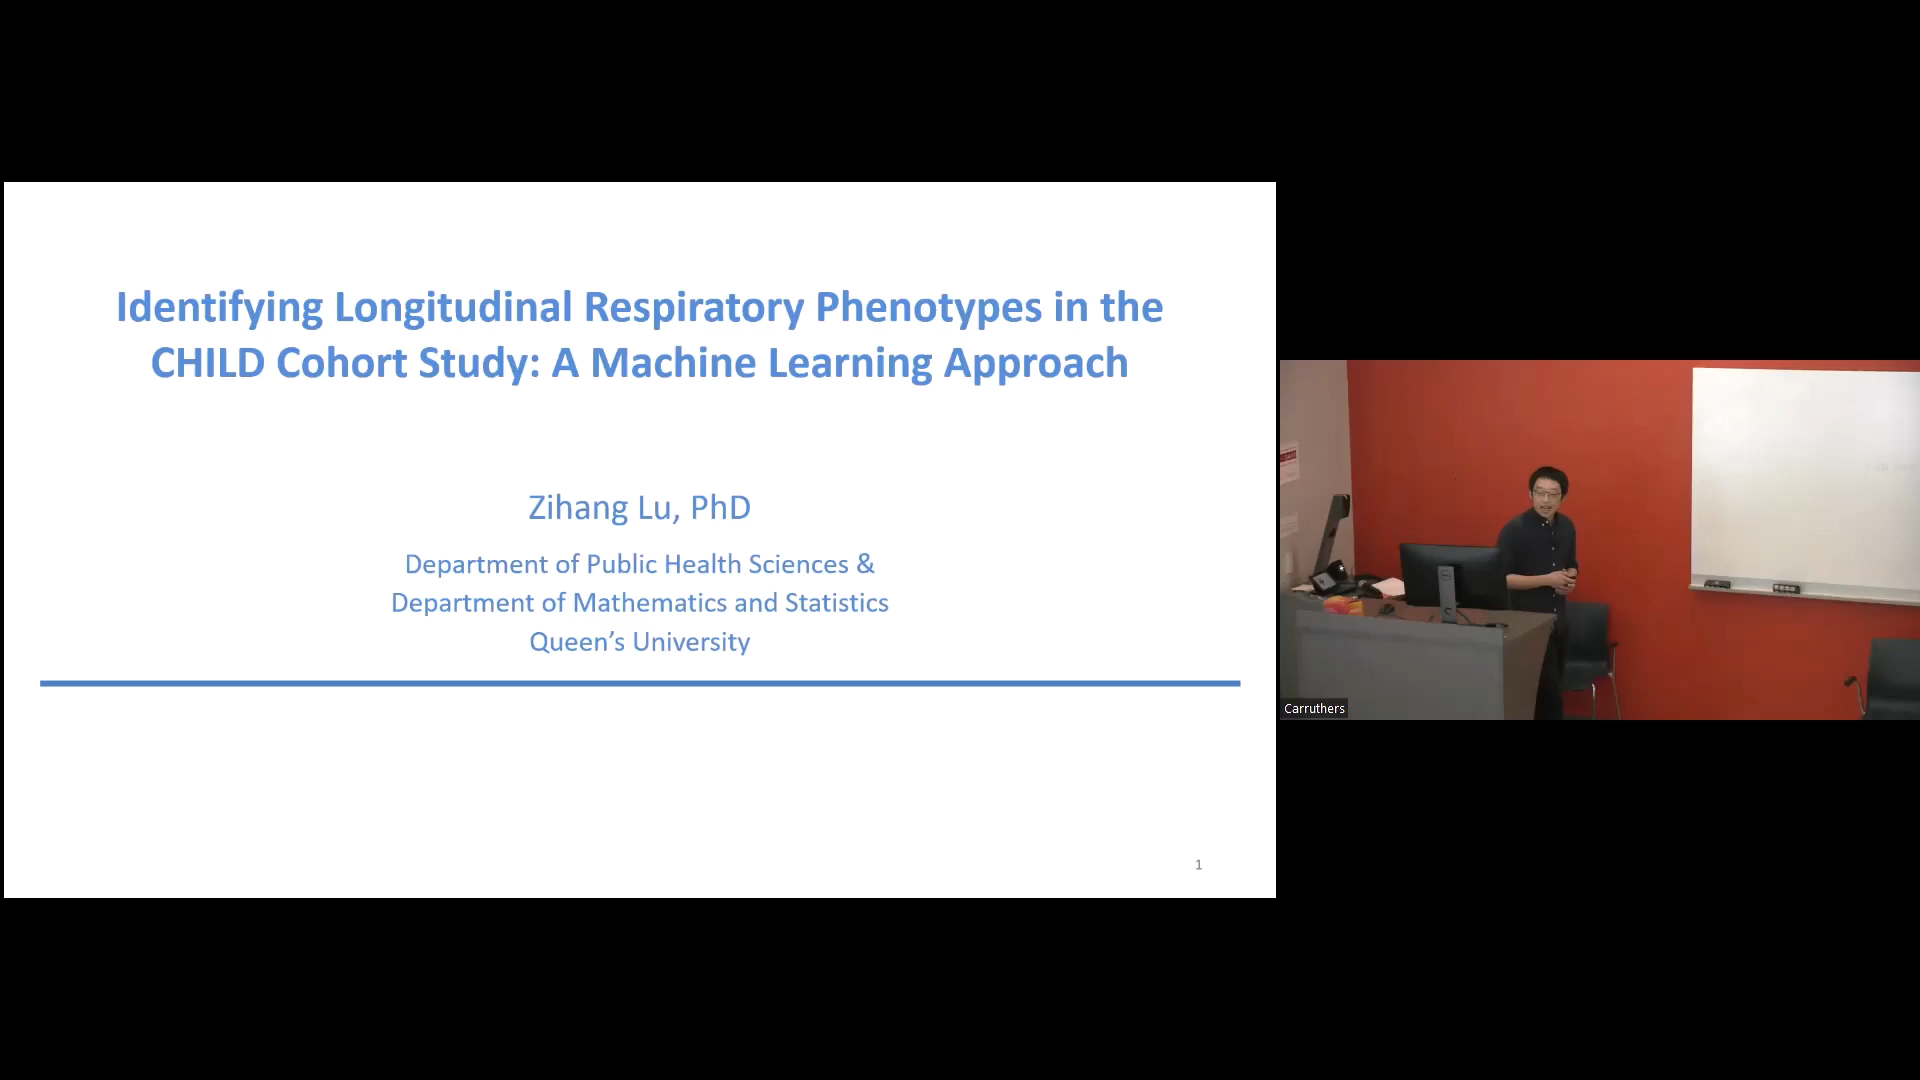 Identifying Longitudinal Respiratory Phenotypes in the
CHILD Cohort Study: A Machine Learning Approach
Zihang Lu, PhD
Department of Public Health Sciences &
Department of Mathematics and Statistics
Queen’s University
1
Carruthers